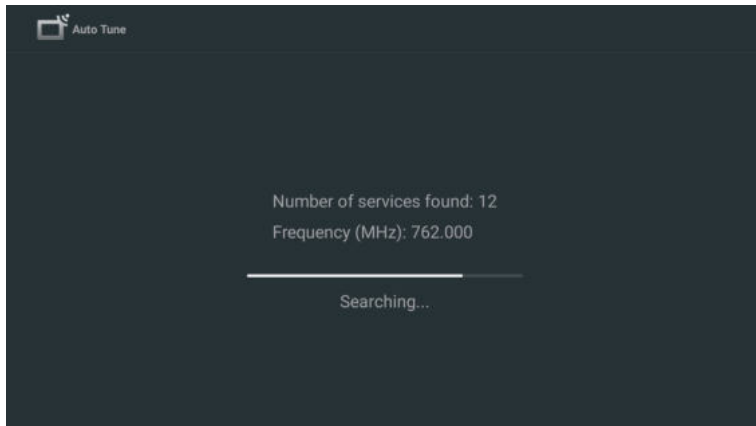 Auto Tune
Number of services found: 12
Frequency (MHz): 762.000
Searching...